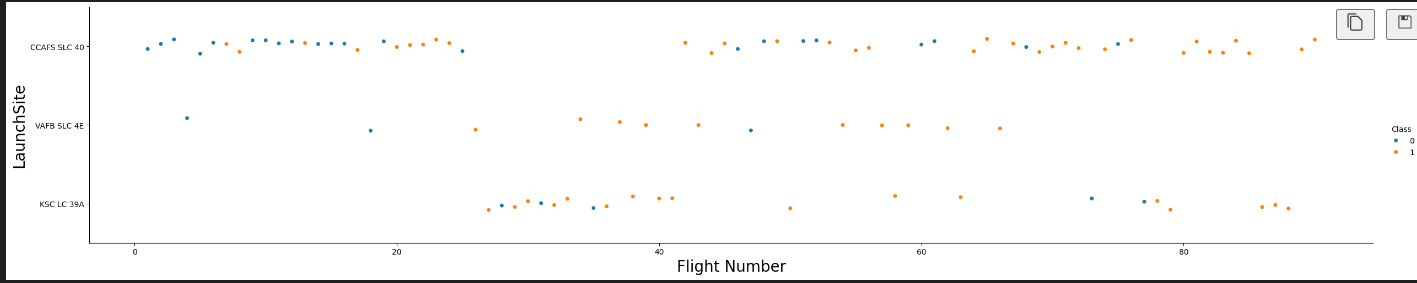 LaunchSite
CCAFS SLC 40
VAFB SLC 4E
KSC LC 39A
0 20 40 60 80
Flight Number
Class
0
1